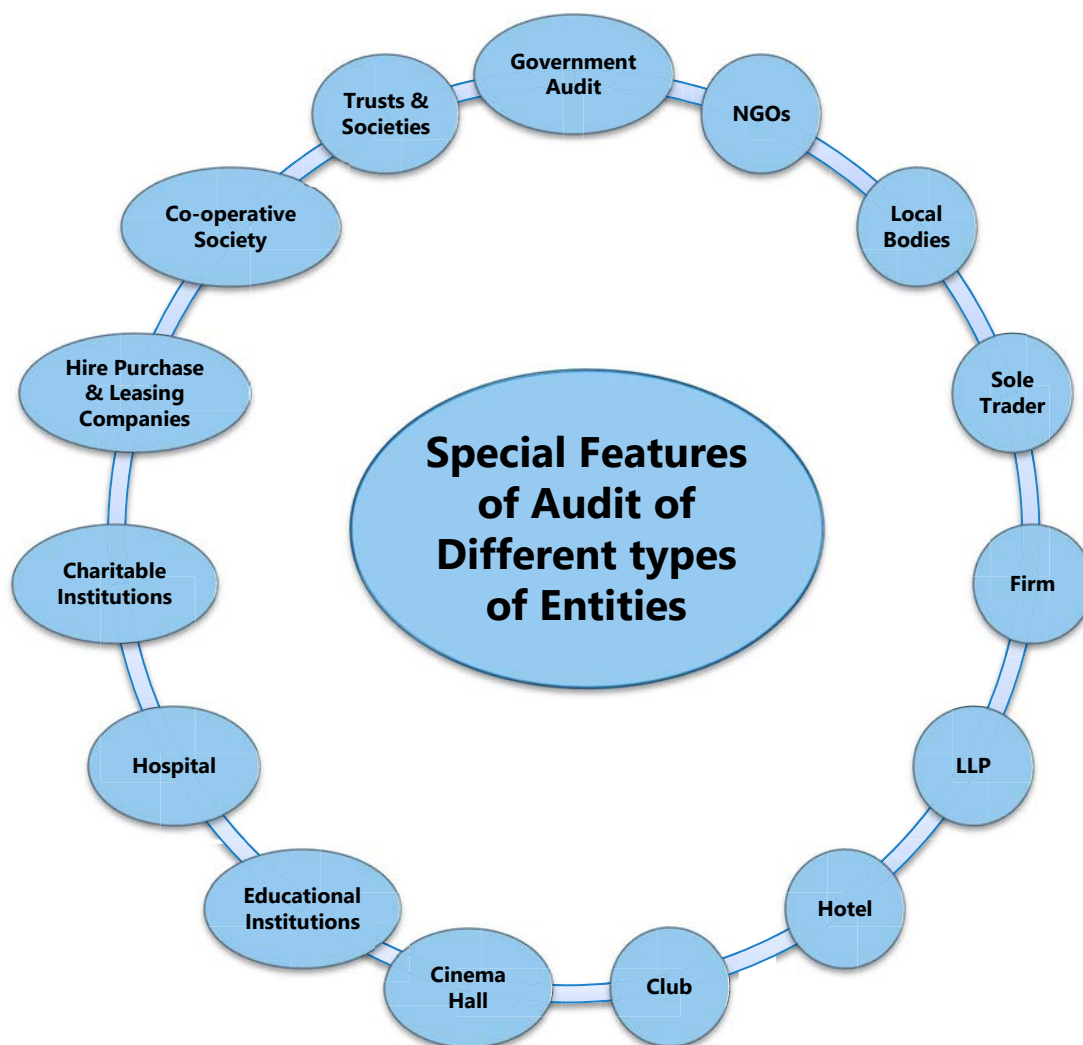 Government
Audit
NGOs
Local
Bodies
Sole
Trader
Firm
LLP
Hotel
Club
Cinema
Hall
Educational
Institutions
Hospital
Charitable
Institutions
Hire Purchase
& Leasing
Companies
Co-operative
Society
Trusts &
Societies
Special Features
of Audit of
Different types
of Entities